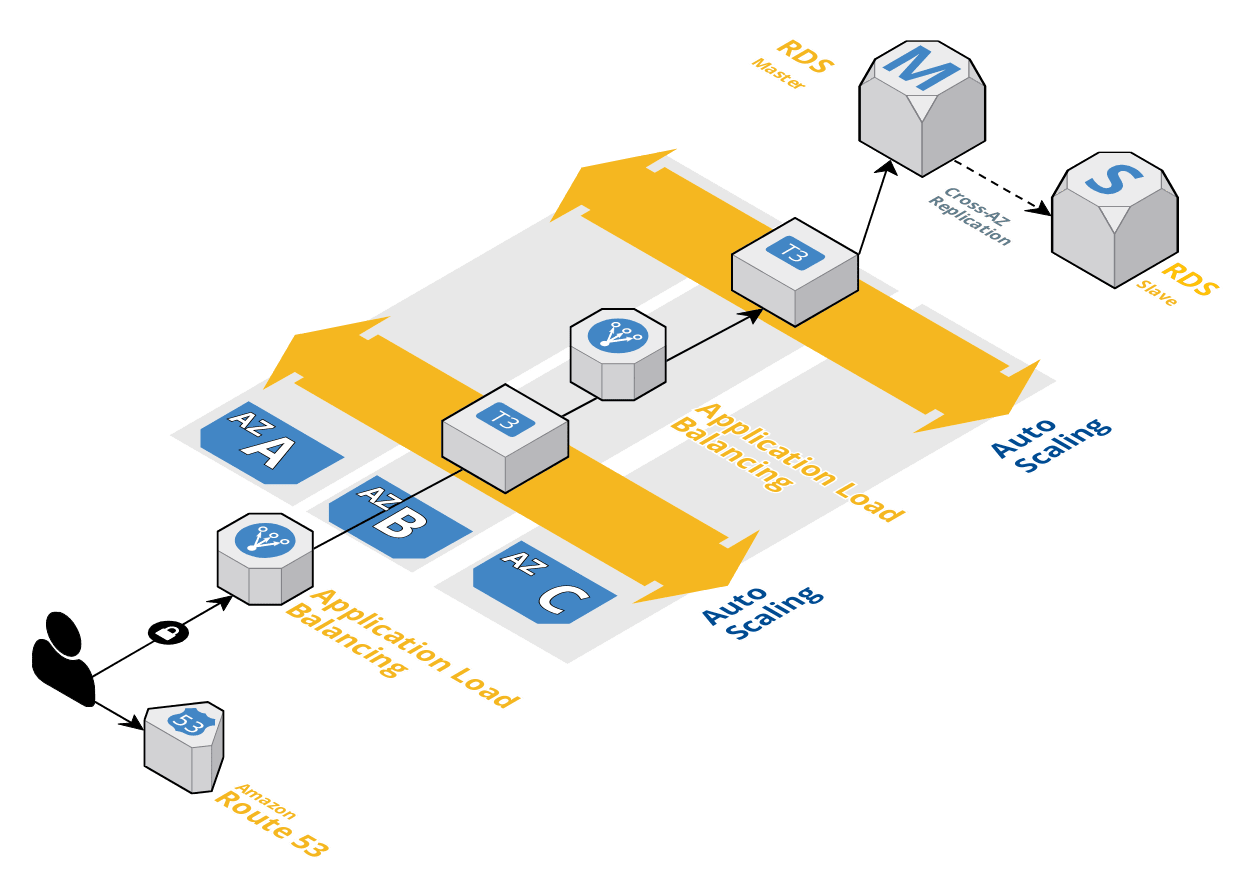 RDS
Master
M
S
Cross-AZ
Replication
RDS
Slave
T3
T3
Application Load
Balancing
Auto
Scaling
AZ A
AZ B
AZ C
Auto
Scaling
Application Load
Balancing
53
Amazon
Route 53